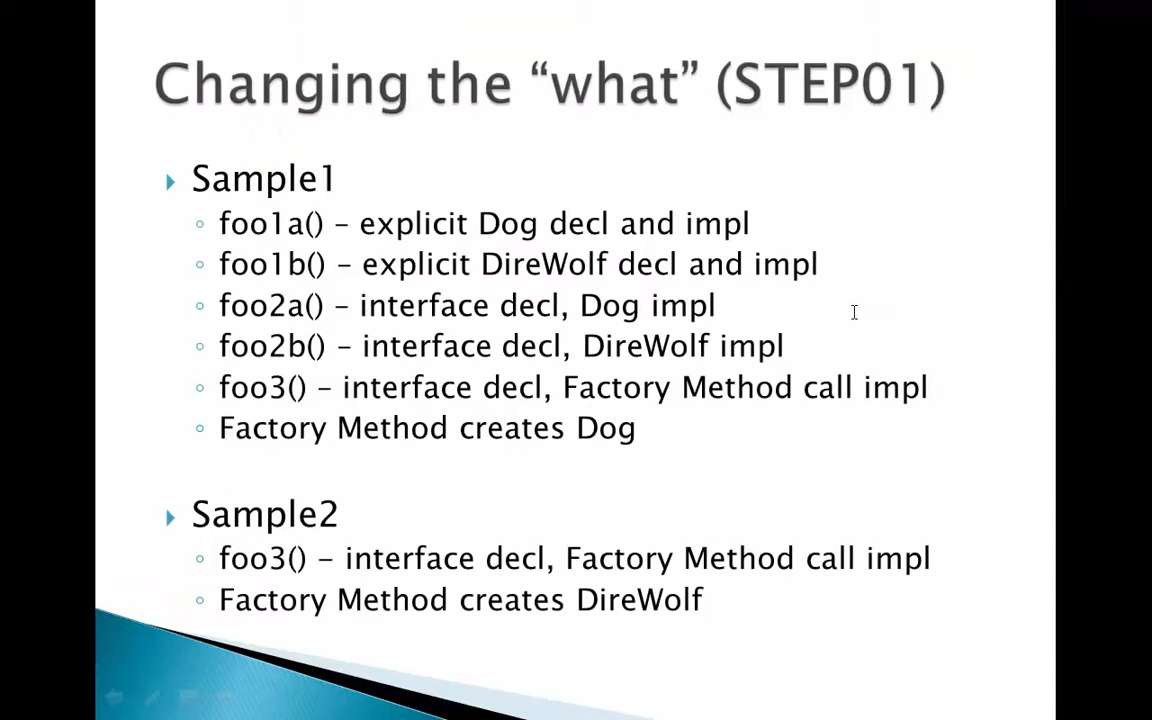 Changing the “what” (STEP01)
Sample1
foo1a() – explicit Dog decl and impl
foo1b() – explicit DireWolf decl and impl
foo2a() – interface decl, Dog impl
foo2b() – interface decl, DireWolf impl
foo3() – interface decl, Factory Method call impl
Factory Method creates Dog
Sample2
foo3() – interface decl, Factory Method call impl
Factory Method creates DireWolf